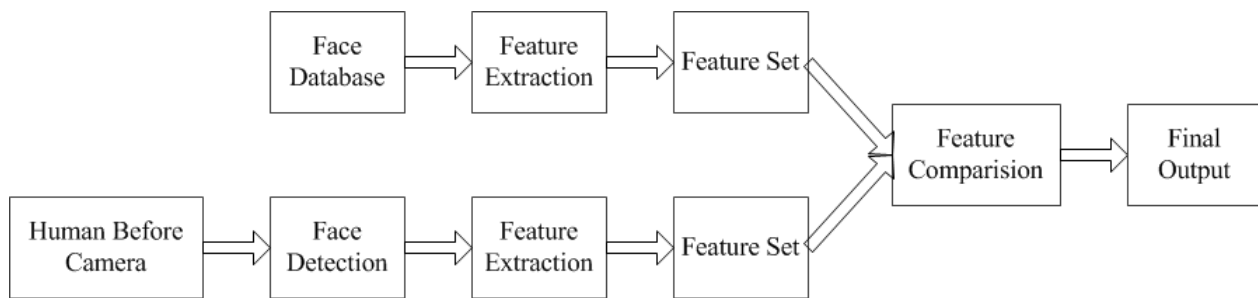 Face
Database
Feature
Extraction
Feature Set
Feature
Comparision
Final
Output
Human Before
Camera
Face
Detection
Feature
Extraction
Feature Set